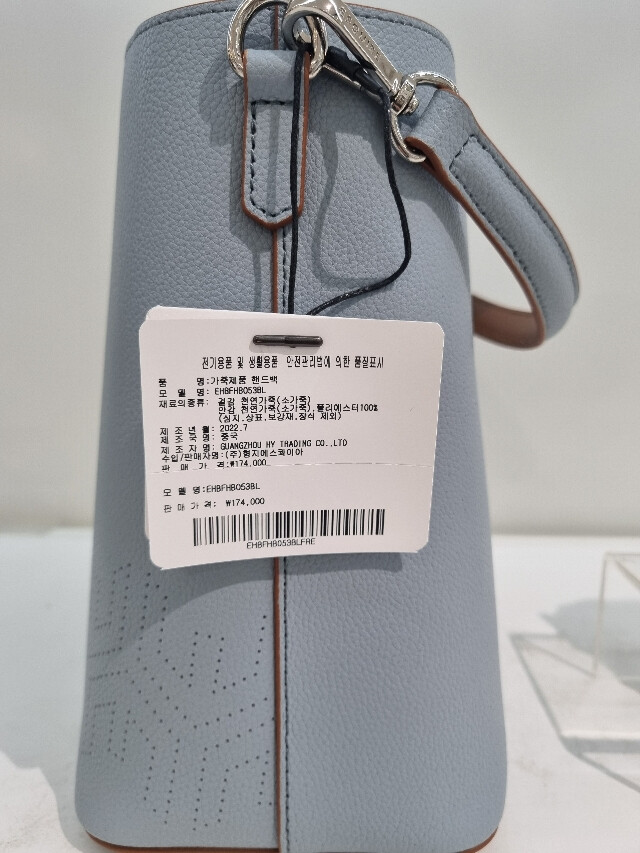 전기용품 및 생활용품 안전관리법에 의한 품질표시
품 명:가죽제품 핸드백
모 델 명: EHBFHB053BL
재료의종류: 겉감 천연가죽(소가죽)
안감 천연가죽(소가죽),폴리에스터100%
(심지,상표,보강재,장식 제외)
제 조 년 월: 2022.7
제 조 국 명: 중국
제 조 자 명: GUANGZHOU HY TRADING CO.,LTD
수입/판매자명:(주)형지에스콰이아
판 매 가 격:₩174,000
모 델 명:EHBFHB053BL
판 매 가 격: ₩174,000
EHBFHB053BLFRE